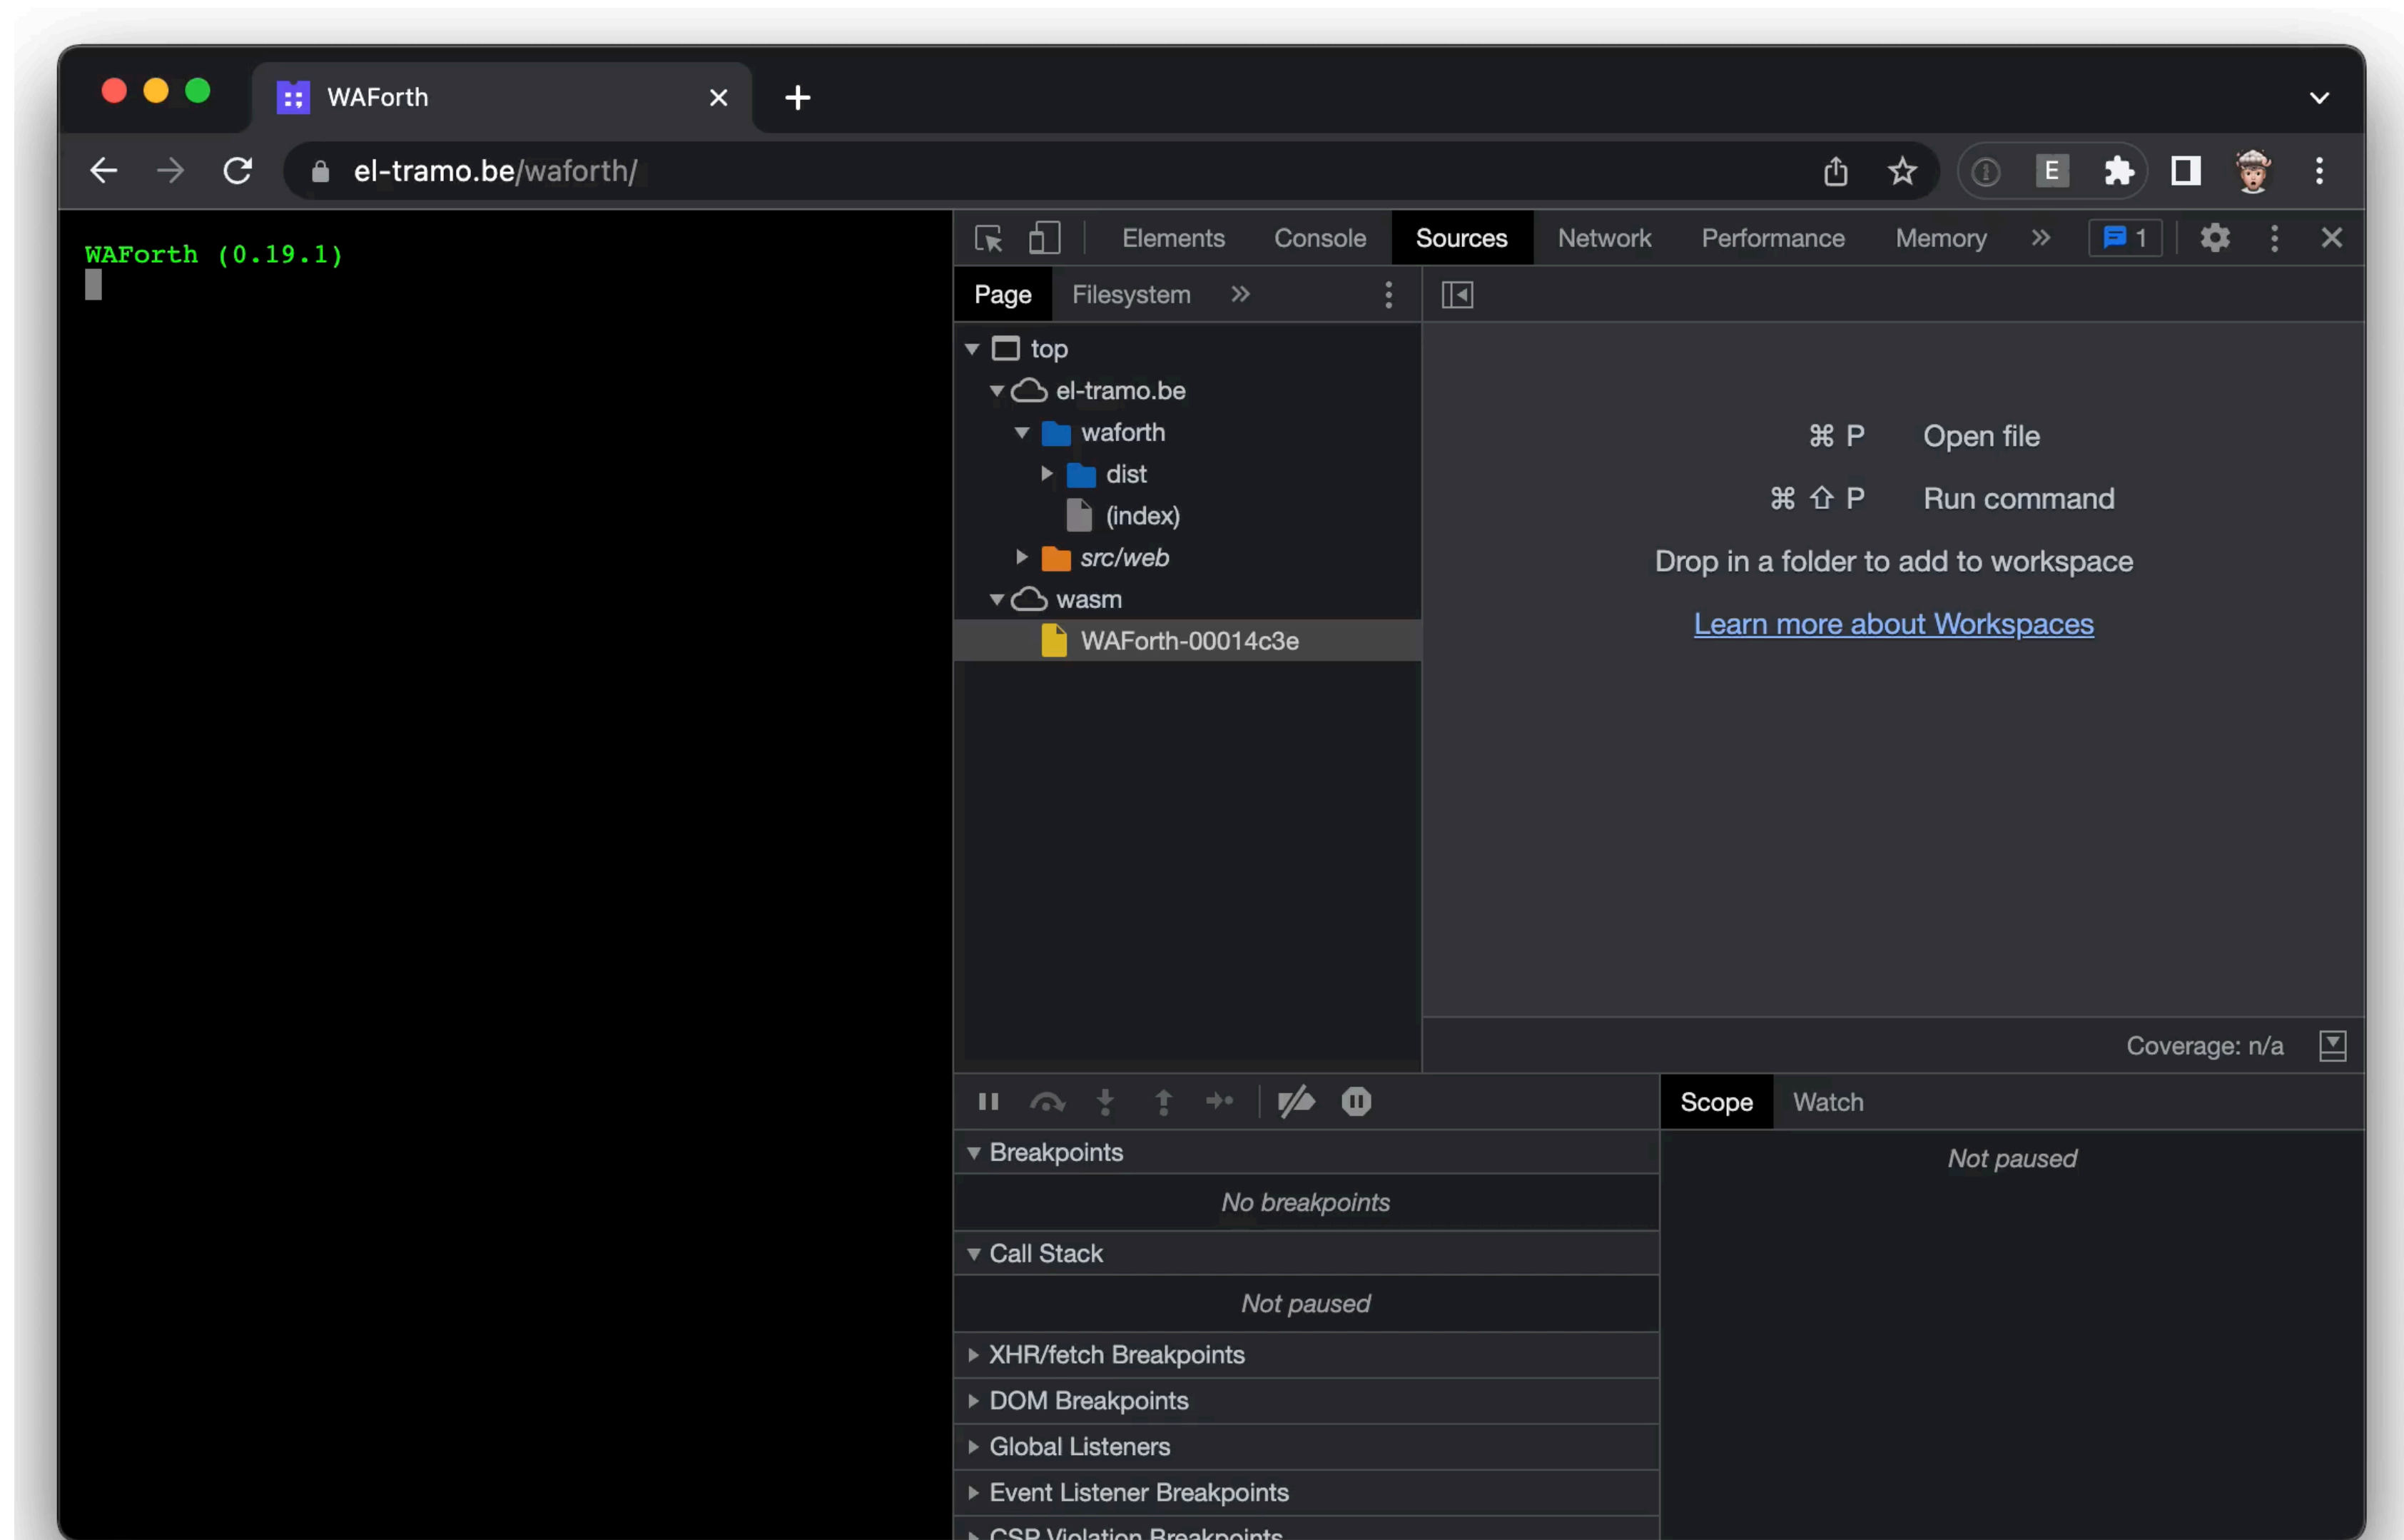 WAForth
el-tramo.be/waforth/
E
WAForth (0.19.1)
Elements Console Sources Network Performance Memory 1
Page Filesystem
top
el-tramo.be
waforth
dist
(index)
src/web
wasm
WAForth-00014c3e
⌘ P Open file
⌘ ⇧ P Run command
Drop in a folder to add to workspace
Learn more about Workspaces
Coverage: n/a
Scope Watch
Not paused
Breakpoints
No breakpoints
Call Stack
Not paused
XHR/fetch Breakpoints
DOM Breakpoints
Global Listeners
Event Listener Breakpoints
CSP Violation Breakpoints